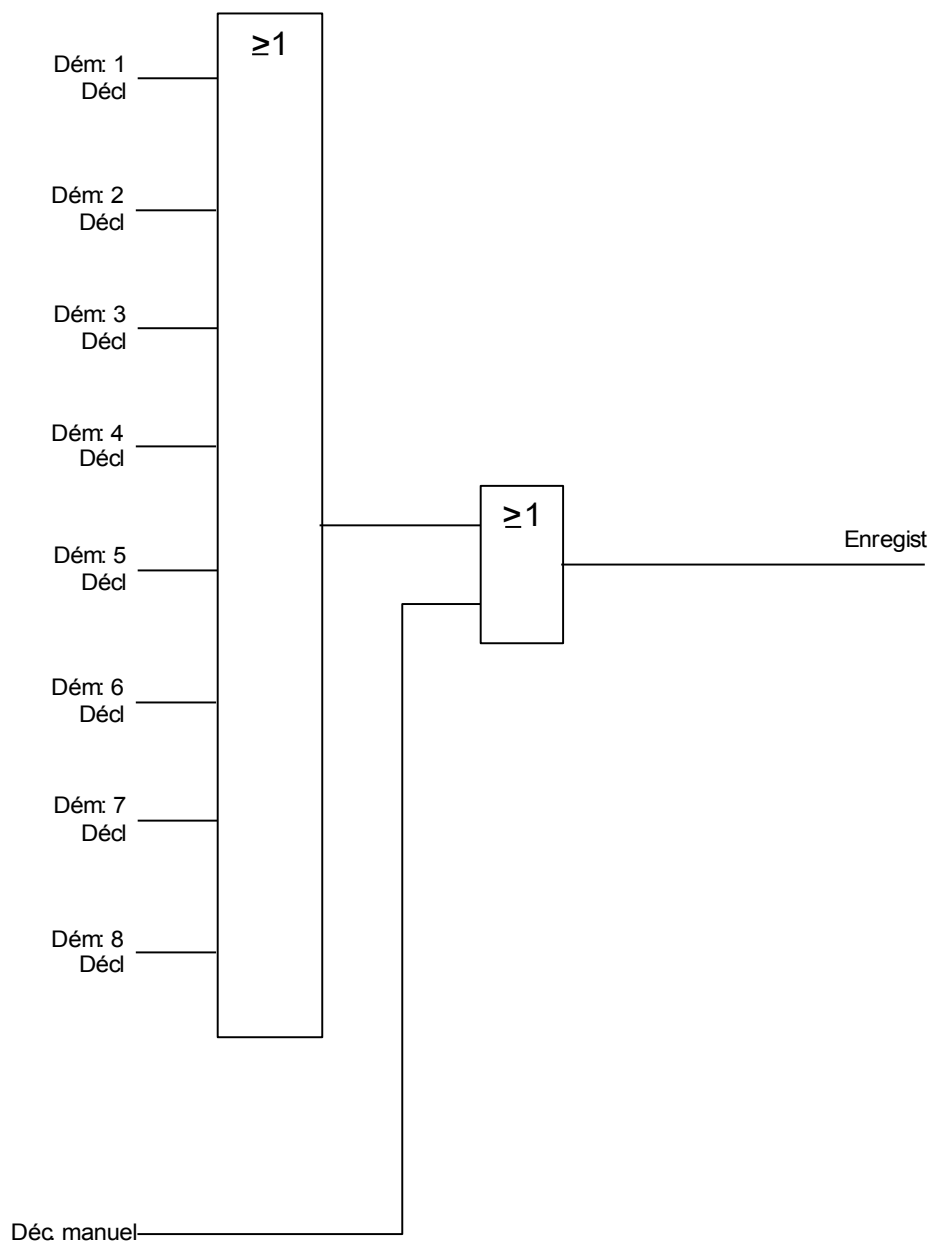 ≥1
Dém: 1
Décl
Dém: 2
Décl
Dém: 3
Décl
Dém: 4
Décl
≥1
Enregist
Dém: 5
Décl
Dém: 6
Décl
Dém: 7
Décl
Dém: 8
Décl
Déc. manuel